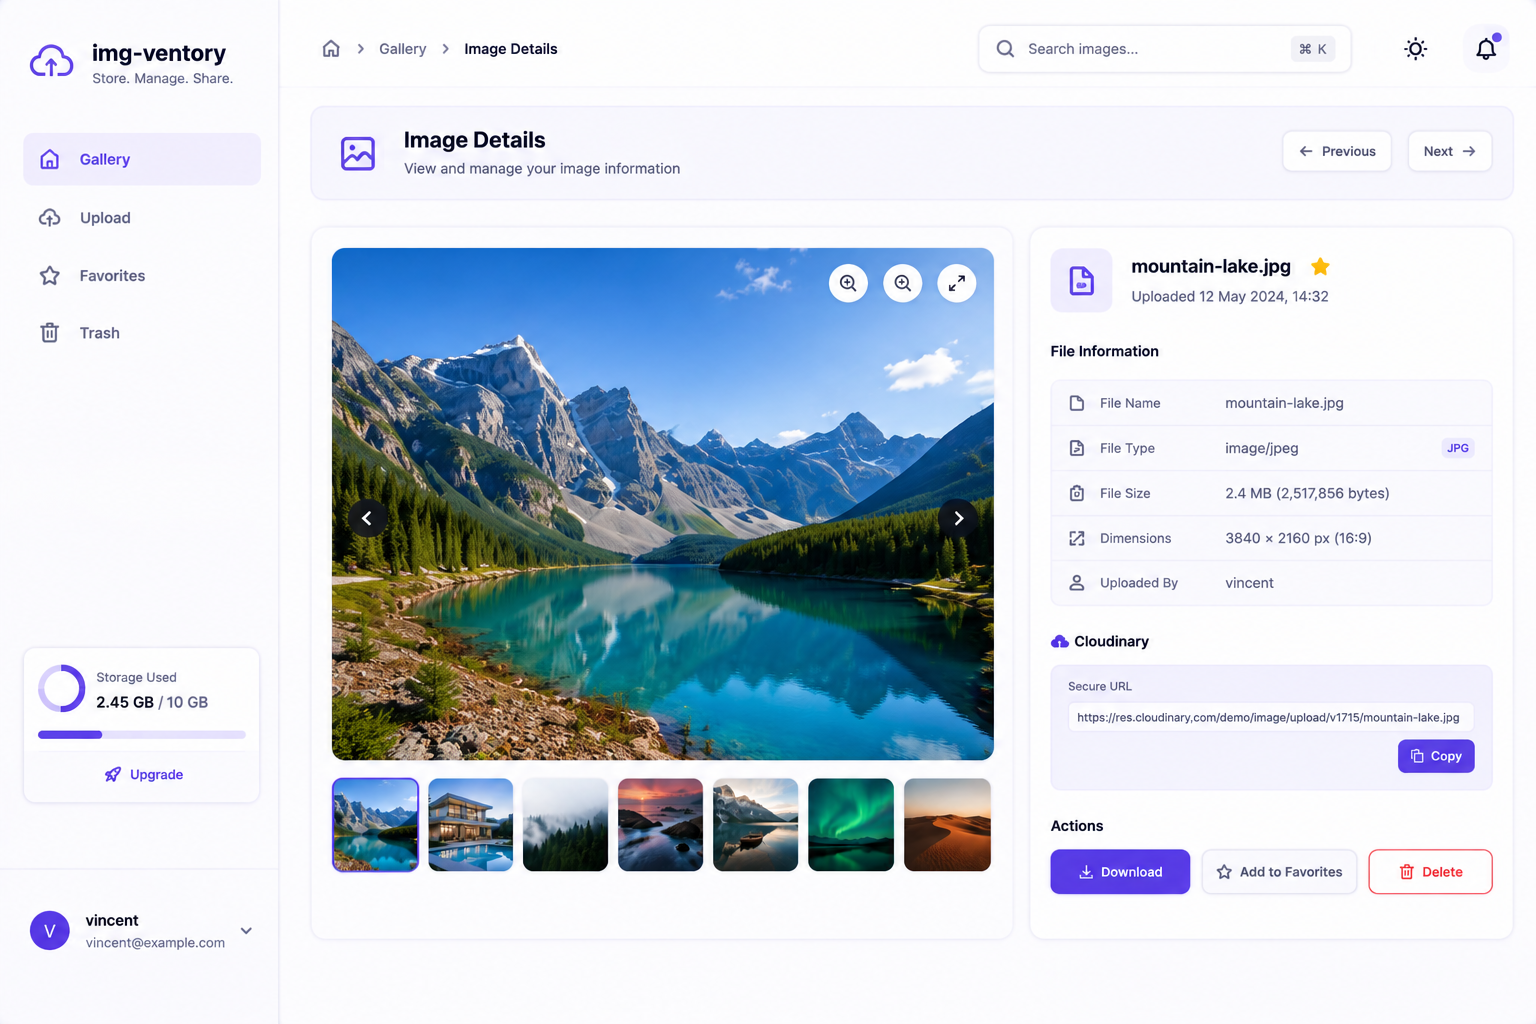 img-ventory
Store. Manage. Share.
Gallery
Upload
Favorites
Trash
Storage Used
2.45 GB / 10 GB
Upgrade
V
vincent
vincent@example.com
Gallery
Image Details
Search images...
⌘ K
Image Details
View and manage your image information
Previous
Next
mountain-lake.jpg
Uploaded 12 May 2024, 14:32
File Information
File Name mountain-lake.jpg
File Type image/jpeg JPG
File Size 2.4 MB (2,517,856 bytes)
Dimensions 3840 × 2160 px (16:9)
Uploaded By vincent
Cloudinary
Secure URL
https://res.cloudinary,com/demo/image/upload/v1715/mountain-lake.jpg
Copy
Actions
Download
Add to Favorites
Delete